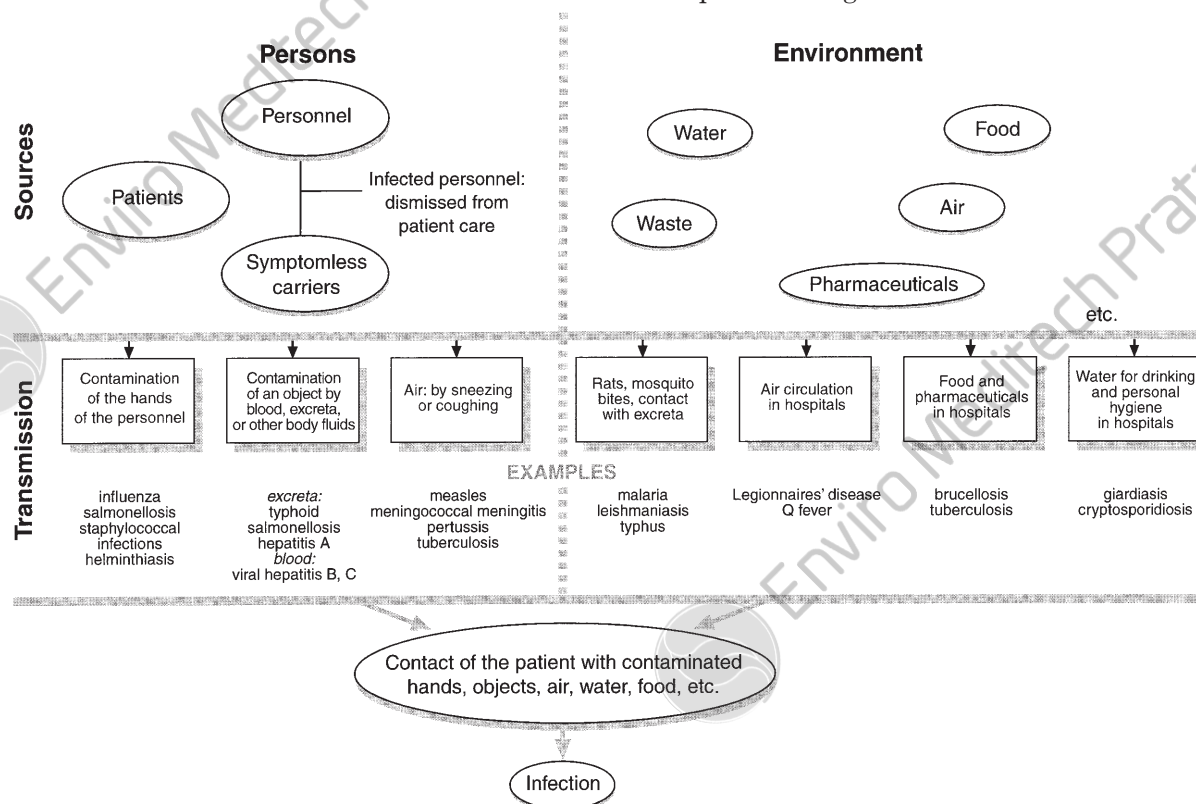 Persons
Environment
Sources
Personnel
Patients
Infected personnel:
dismissed from
patient care
Symptomless
carriers
Water
Food
Waste
Air
Pharmaceuticals
etc.
Transmission
Contamination
of the hands
of the personnel
Contamination
of an object by
blood, excreta,
or other body fluids
Air: by sneezing
or coughing
Rats, mosquito
bites, contact
with excreta
Air circulation
in hospitals
Food and
pharmaceuticals
in hospitals
Water for drinking
and personal
hygiene
in hospitals
EXAMPLES
influenza
salmonellosis
staphylococcal
infections
helminthiasis
excreta:
typhoid
salmonellosis
hepatitis A
blood:
viral hepatitis B, C
measles
meningococcal meningitis
pertussis
tuberculosis
malaria
leishmaniasis
typhus
Legionnaires' disease
Q fever
brucellosis
tuberculosis
giardiasis
cryptosporidiosis
Contact of the patient with contaminated
hands, objects, air, water, food, etc.
Infection
Enviro Meditech
Enviro Meditech